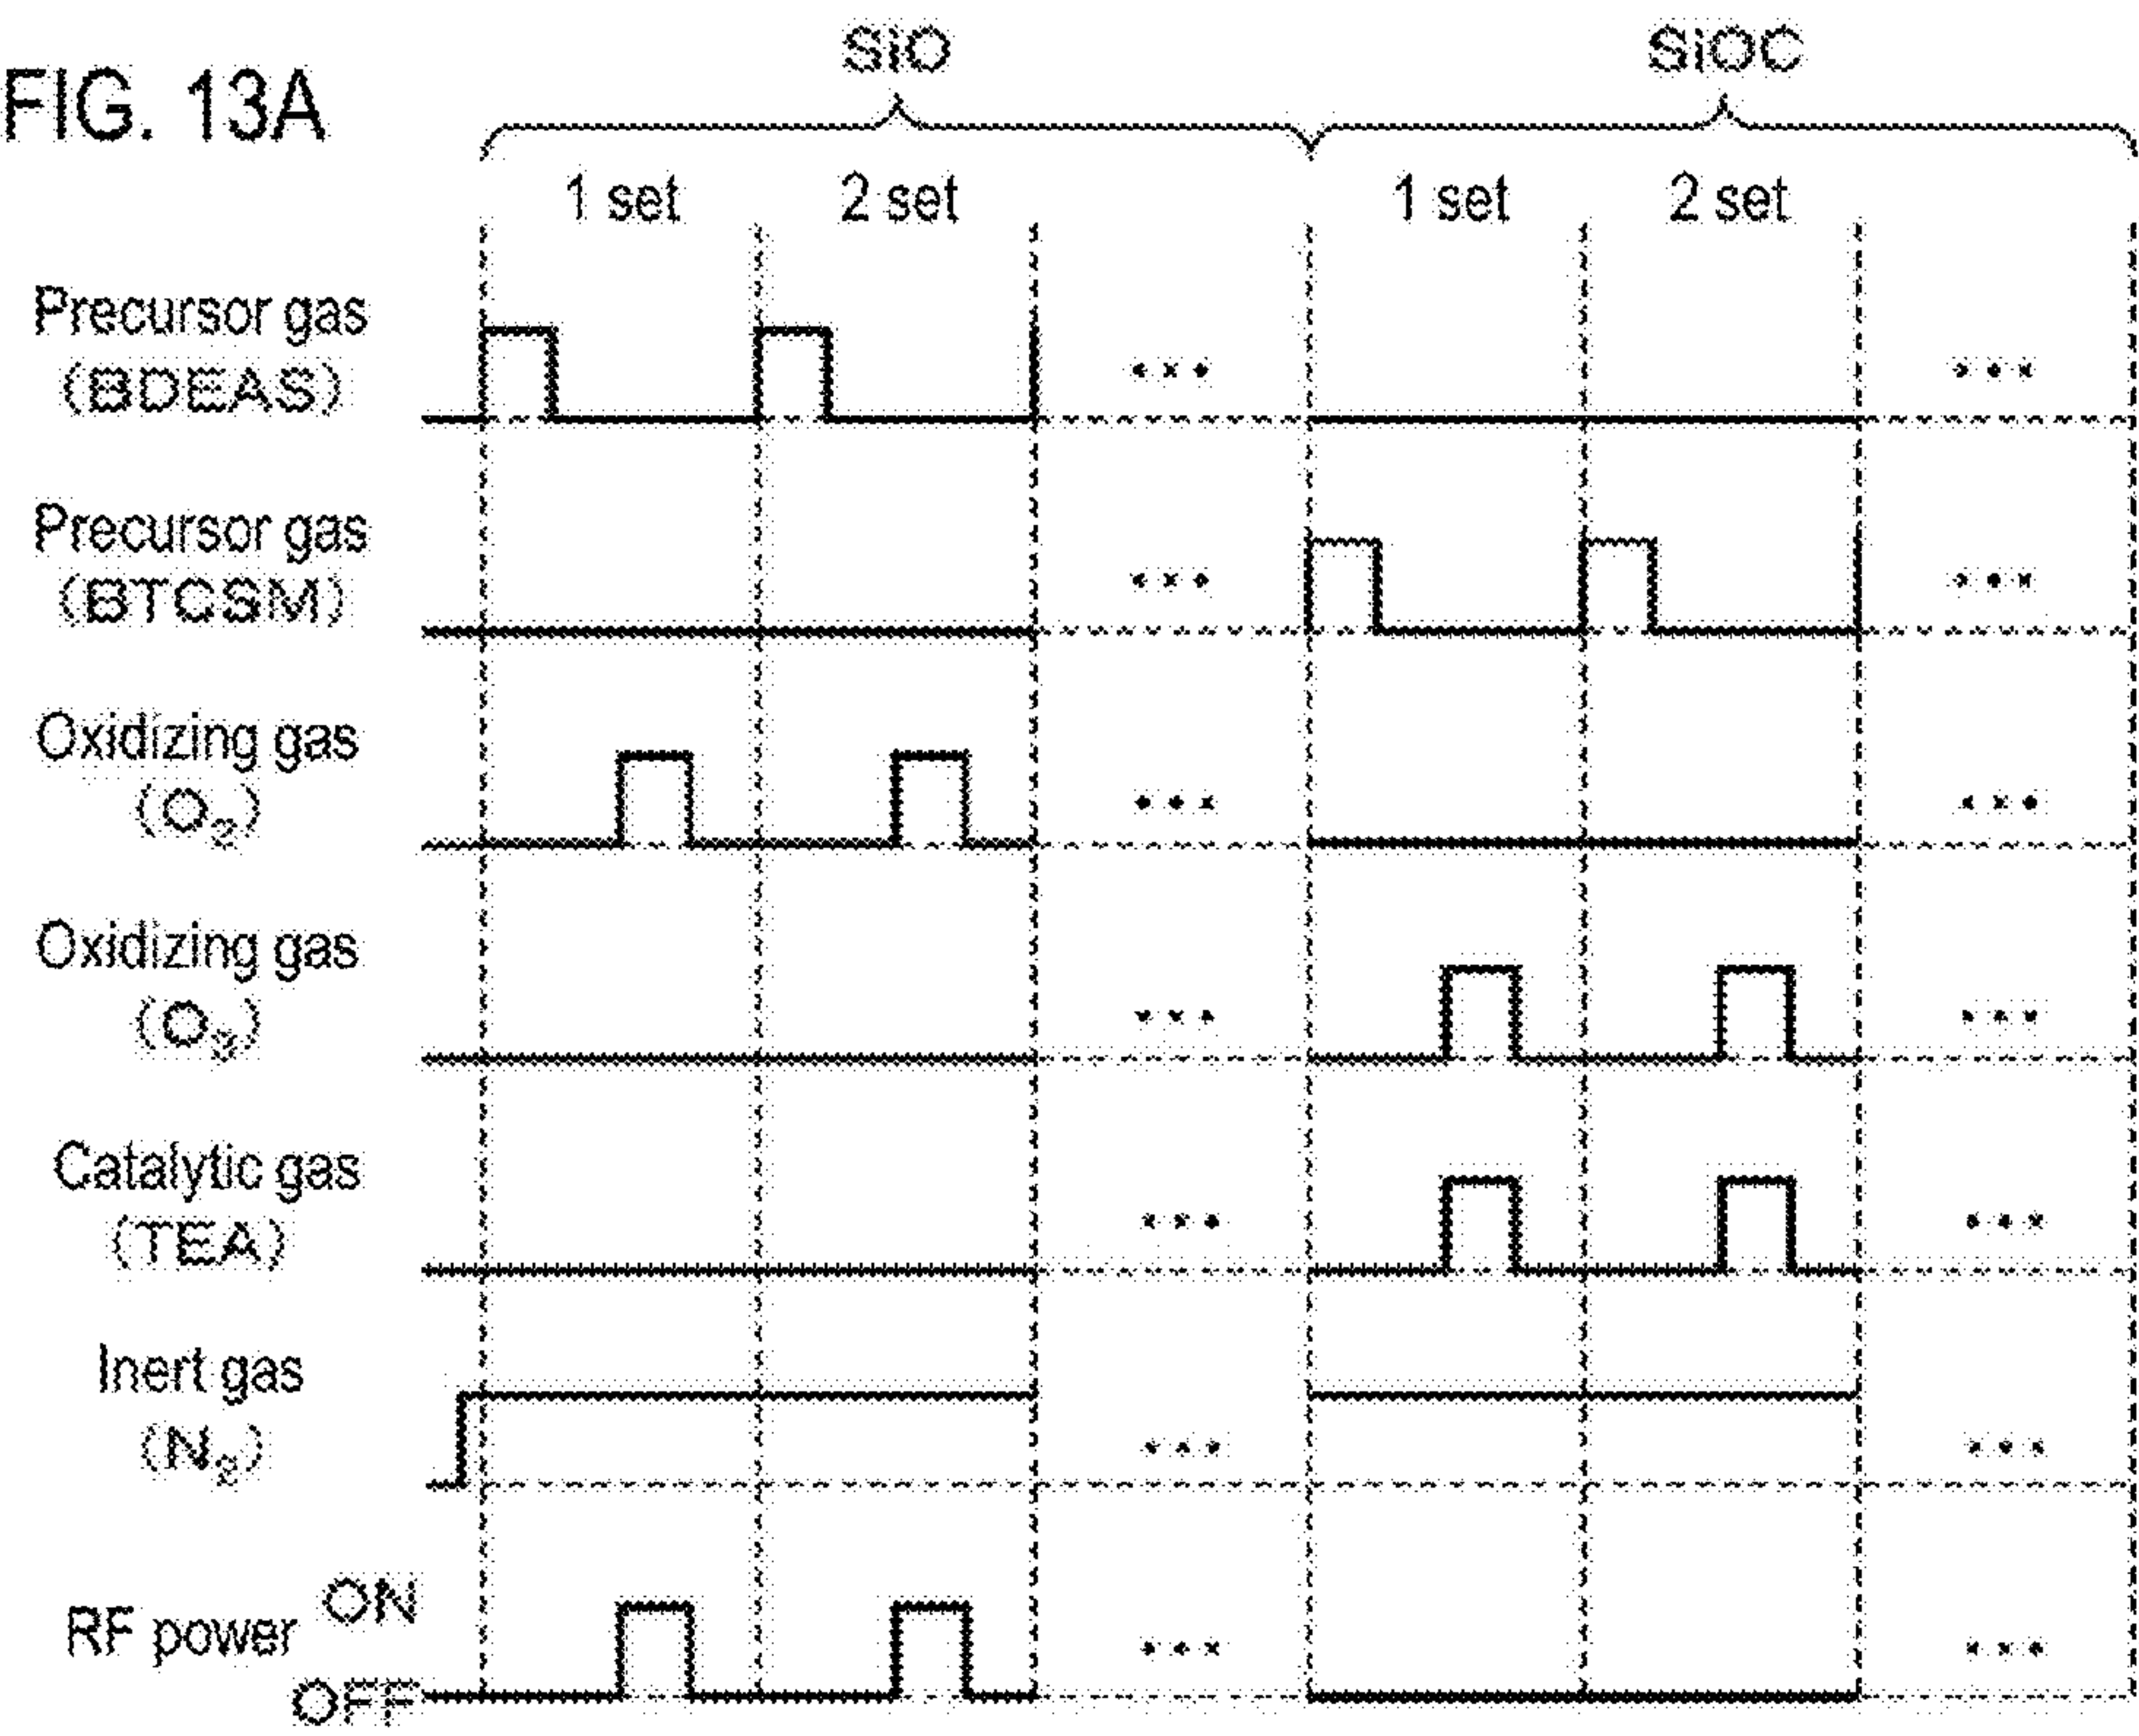 FIG. 13A
SiO
SiOC
1 set
2 set
1 set
2 set
Precursor gas
(BDEAS)
Precursor gas
(BTCSM)
Oxidizing gas
(O₂)
Oxidizing gas
(O₃)
Catalytic gas
(TEA)
Inert gas
(N₂)
RF power
ON
OFF